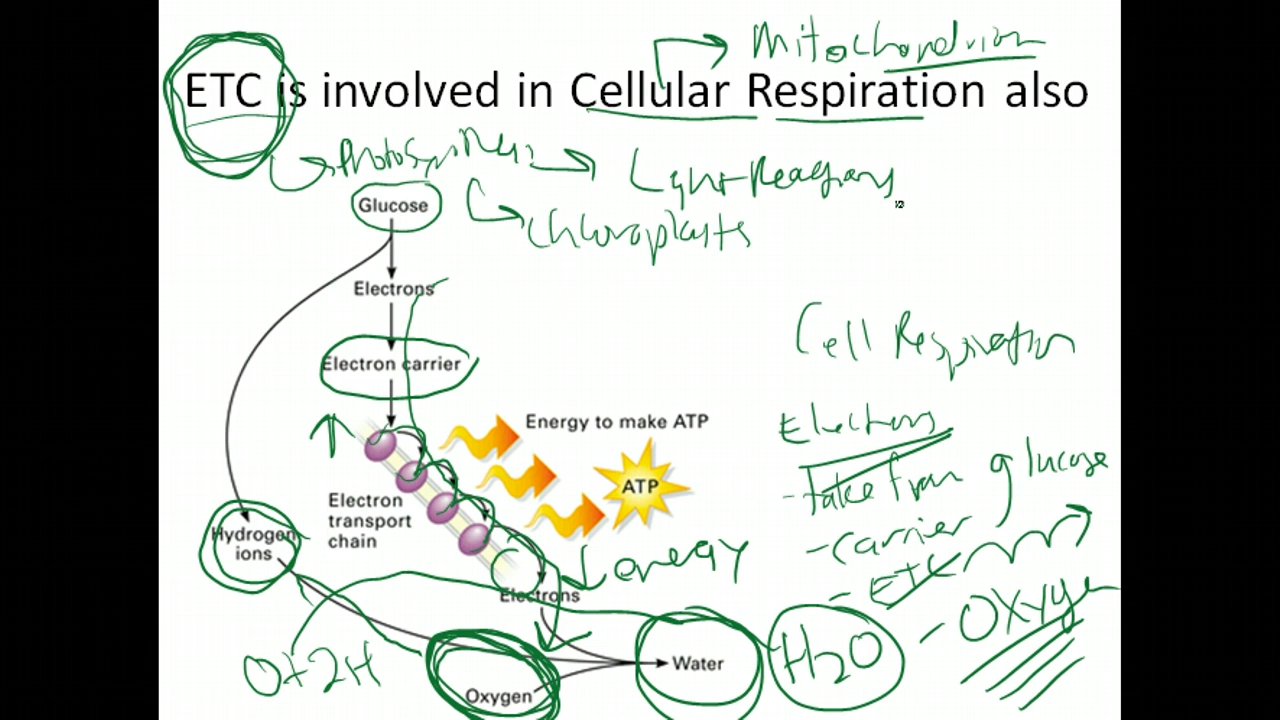 Mitochondrion
ETC is involved in Cellular Respiration also
Photosynthesis
Light Reactions
Glucose
Chloroplasts
Electrons
Cell Respiration
Electron carrier
Energy to make ATP
Electrons
- Take from glucose
ATP
Electron
transport
chain
Hydrogen
ions
- carrier
↓ energy
- ETC
Electrons
- Oxygen
O+2H
Water
H2O
Oxygen